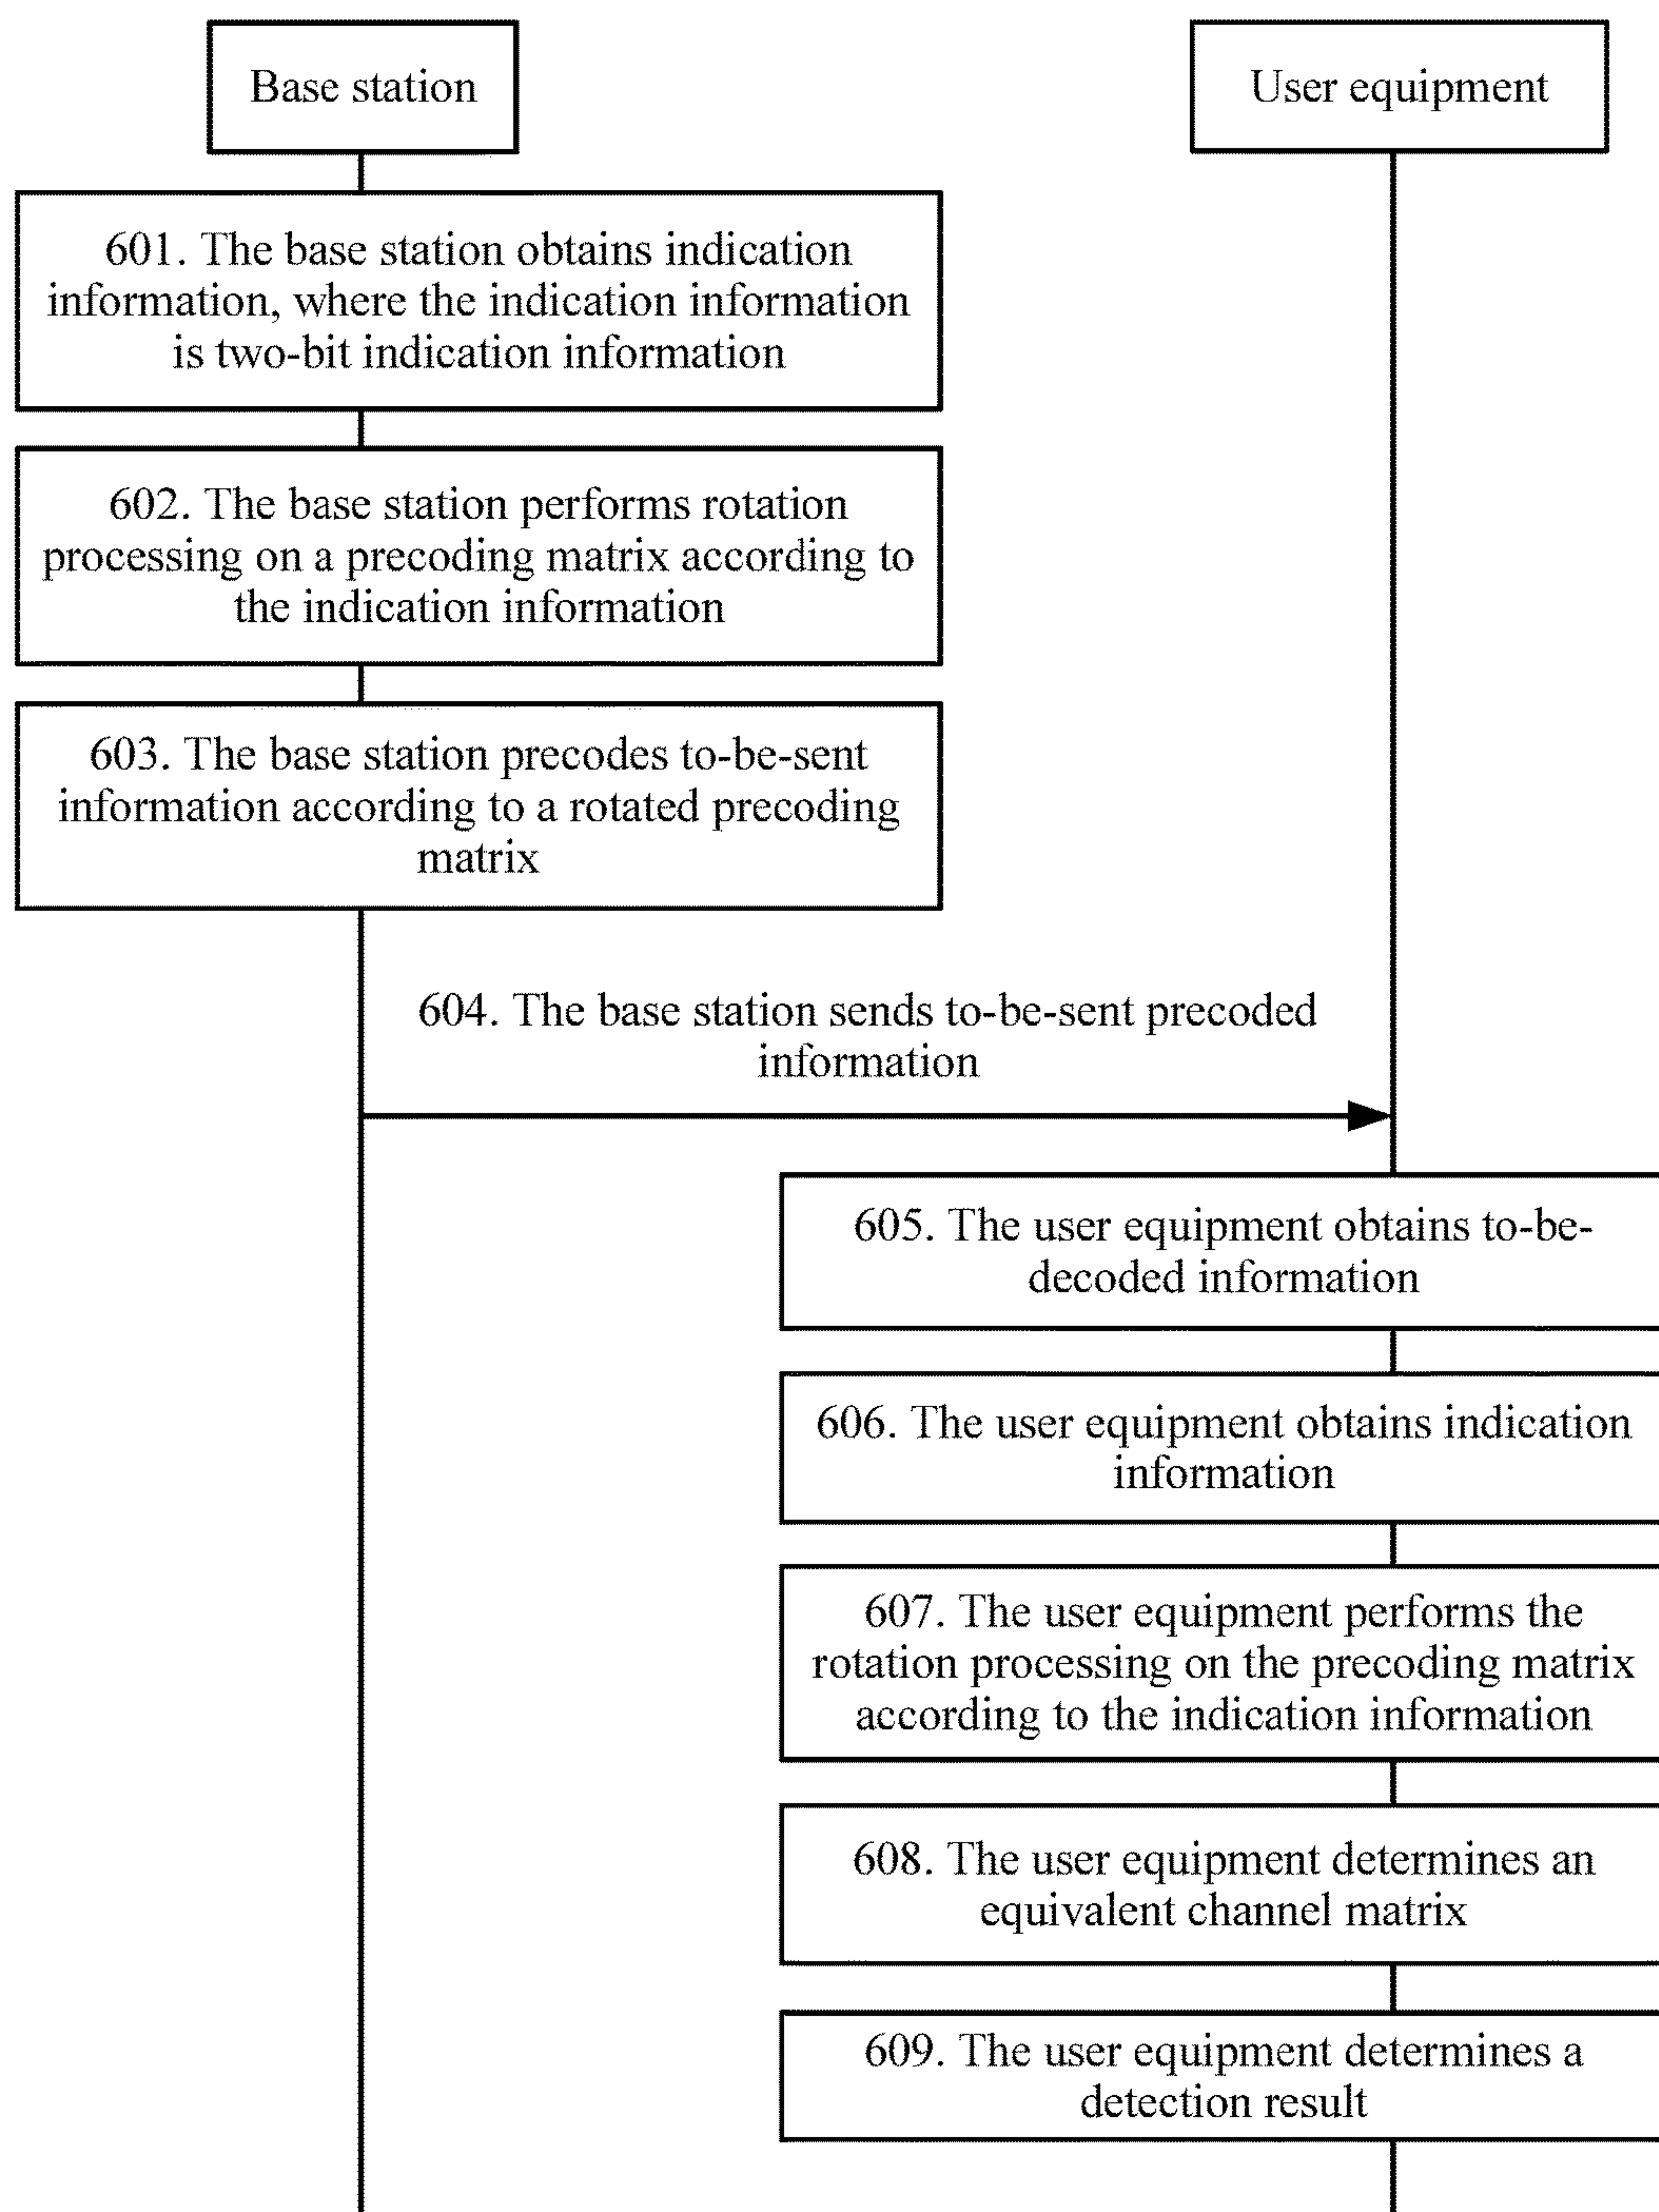 Base station
User equipment
601. The base station obtains indication
information, where the indication information
is two-bit indication information
602. The base station performs rotation
processing on a precoding matrix according to
the indication information
603. The base station precodes to-be-sent
information according to a rotated precoding
matrix
604. The base station sends to-be-sent precoded
information
605. The user equipment obtains to-be-
decoded information
606. The user equipment obtains indication
information
607. The user equipment performs the
rotation processing on the precoding matrix
according to the indication information
608. The user equipment determines an
equivalent channel matrix
609. The user equipment determines a
detection result